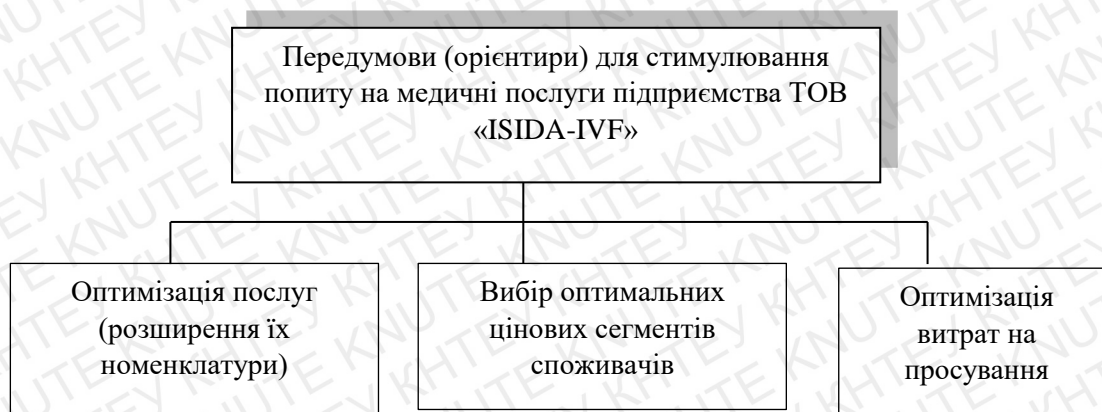 Передумови (орієнтири) для стимулювання
попиту на медичні послуги підприємства ТОВ
«ISIDA-IVF»
Оптимізація послуг
(розширення їх
номенклатури)
Вибір оптимальних
цінових сегментів
споживачів
Оптимізація
витрат на
просування